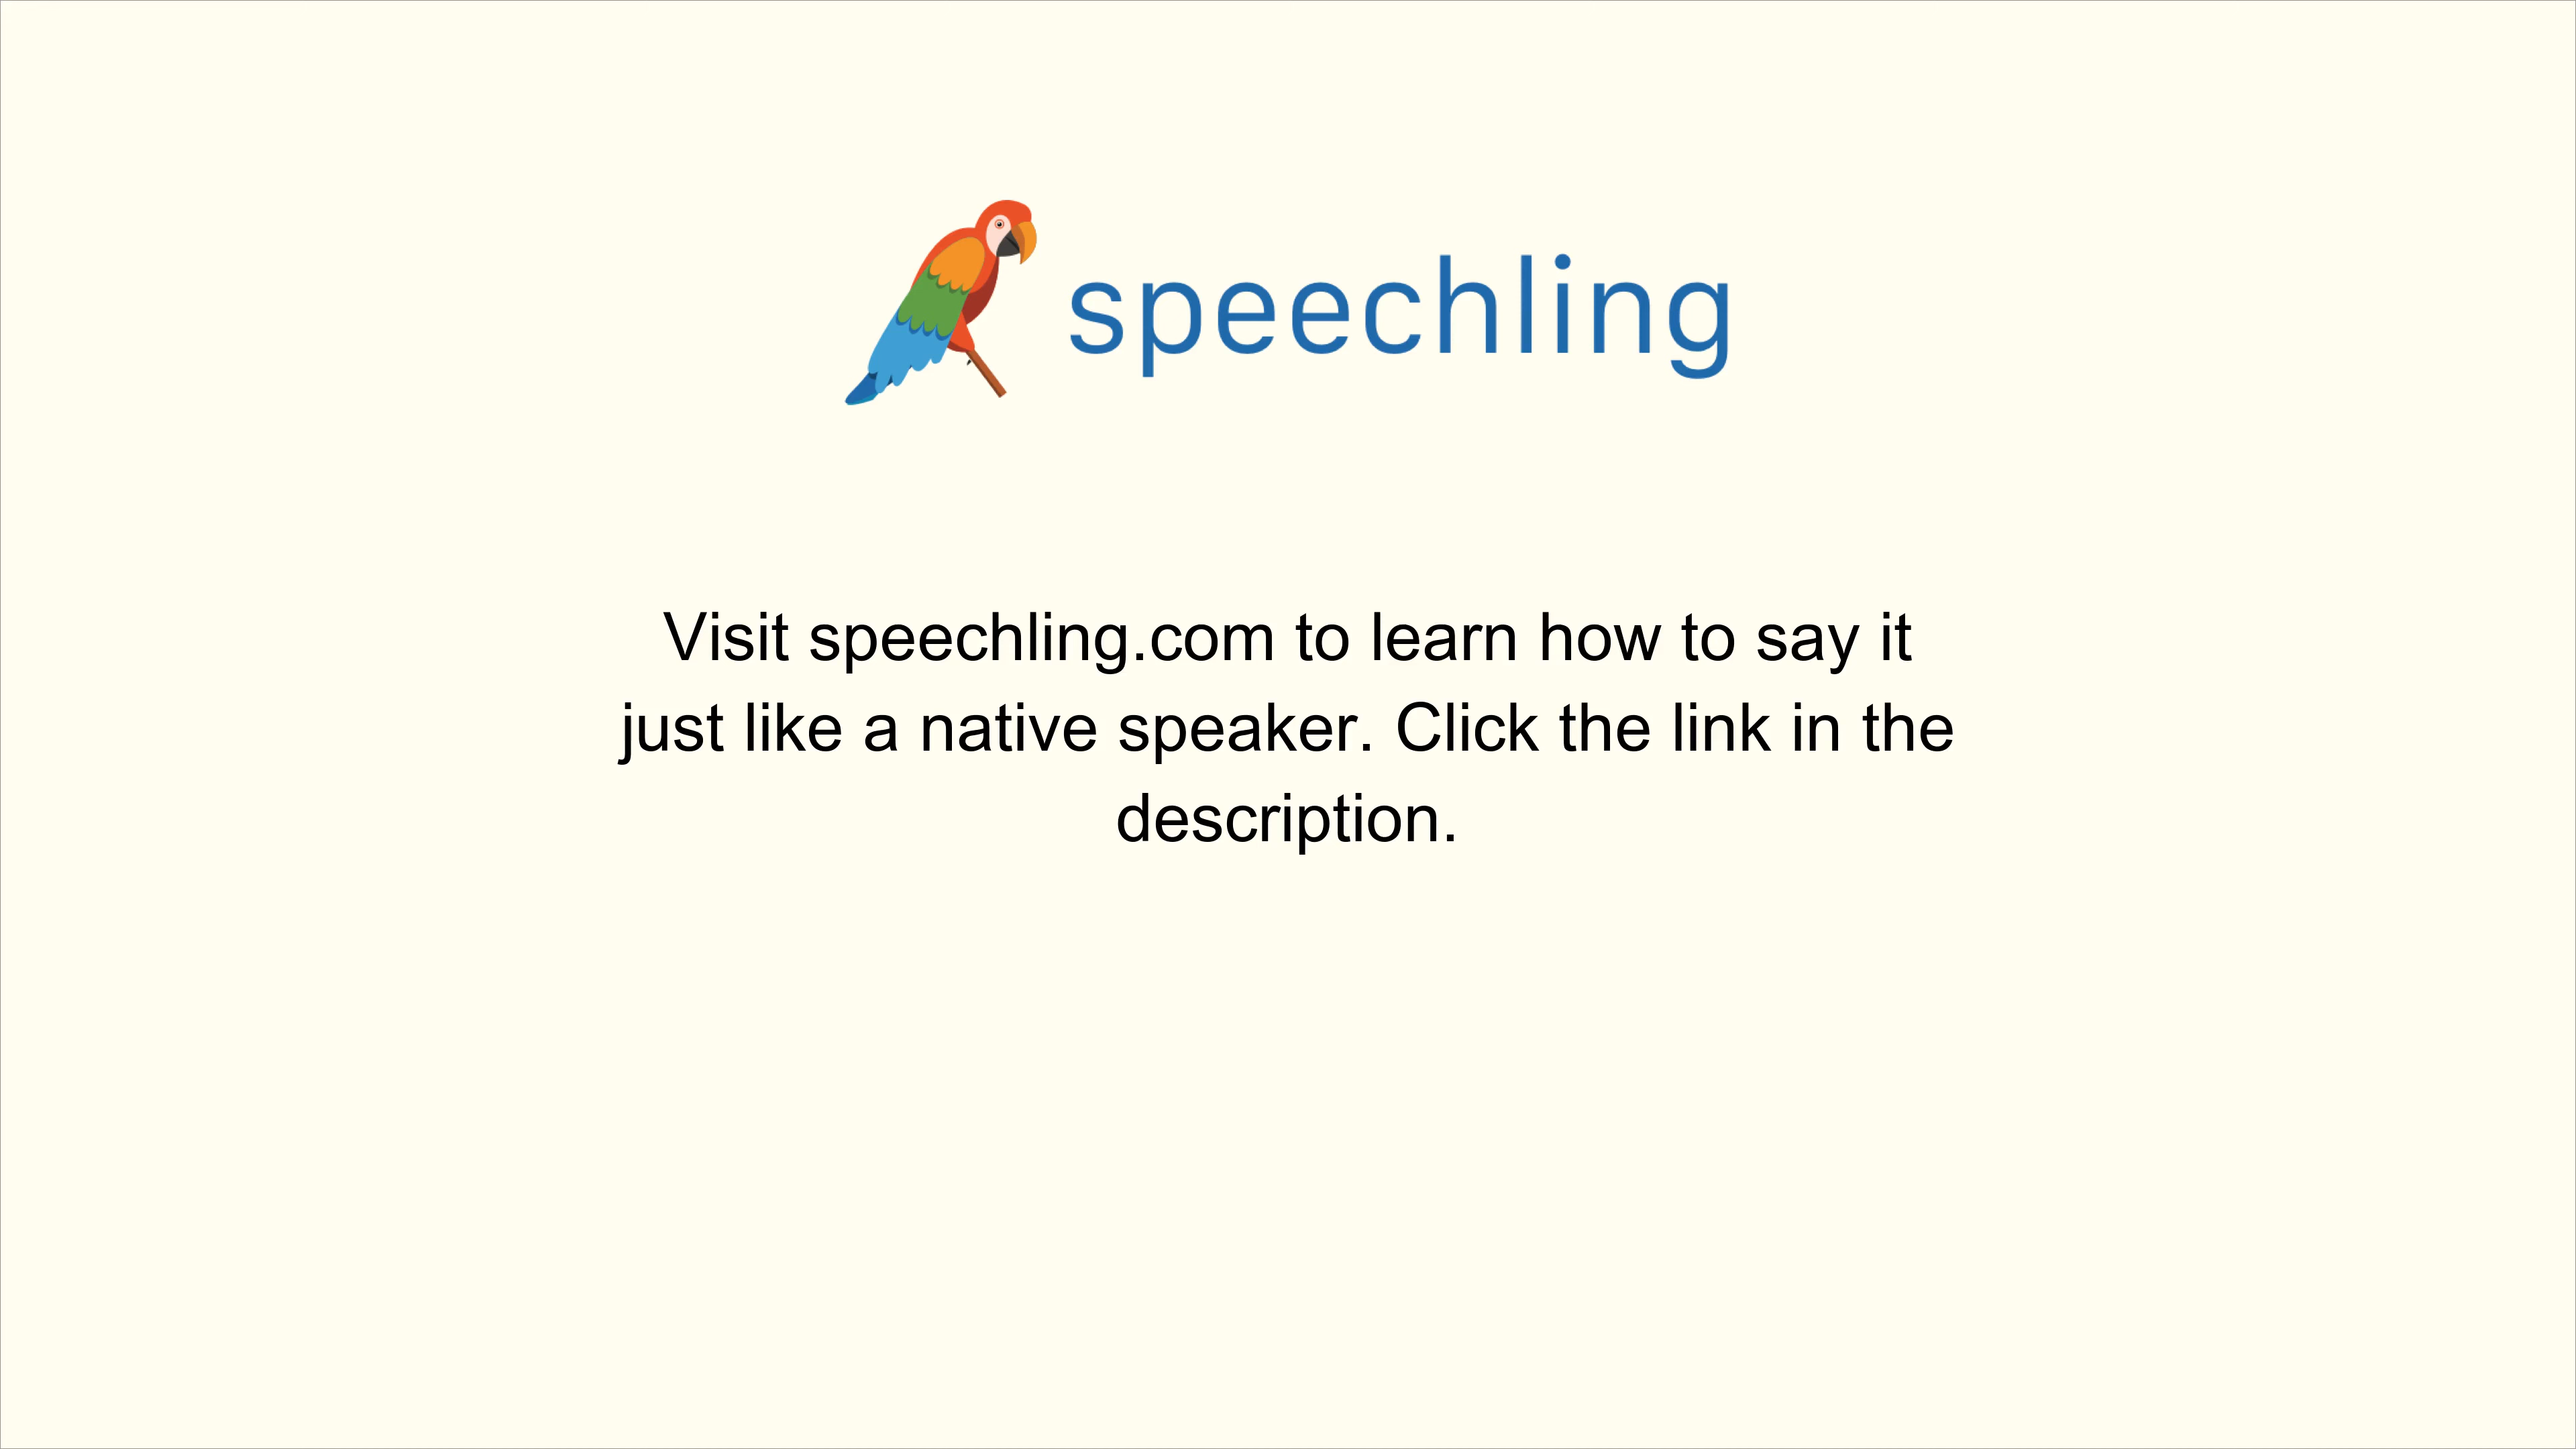 speechling
Visit speechling.com to learn how to say it
just like a native speaker. Click the link in the
description.